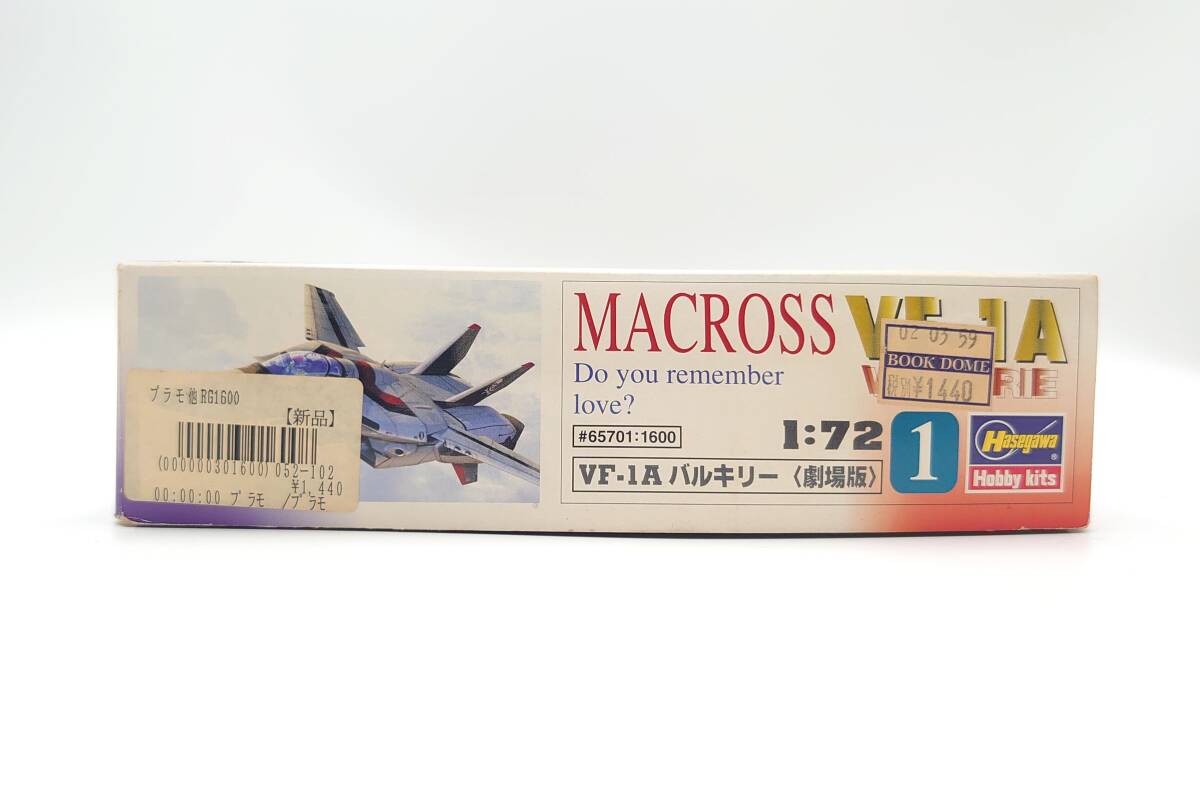 プラモ他RG1600
【新品】
(000000301600) 052-102
¥1,440
00:00:00 プラモ /プラモ
MACROSS
Do you remember
love?
#65701:1600
1:72
VF-1A バルキリー〈劇場版〉
VF-1A
02 03 59
BOOK DOME
税別¥1440
1
Hasegawa
Hobby kits